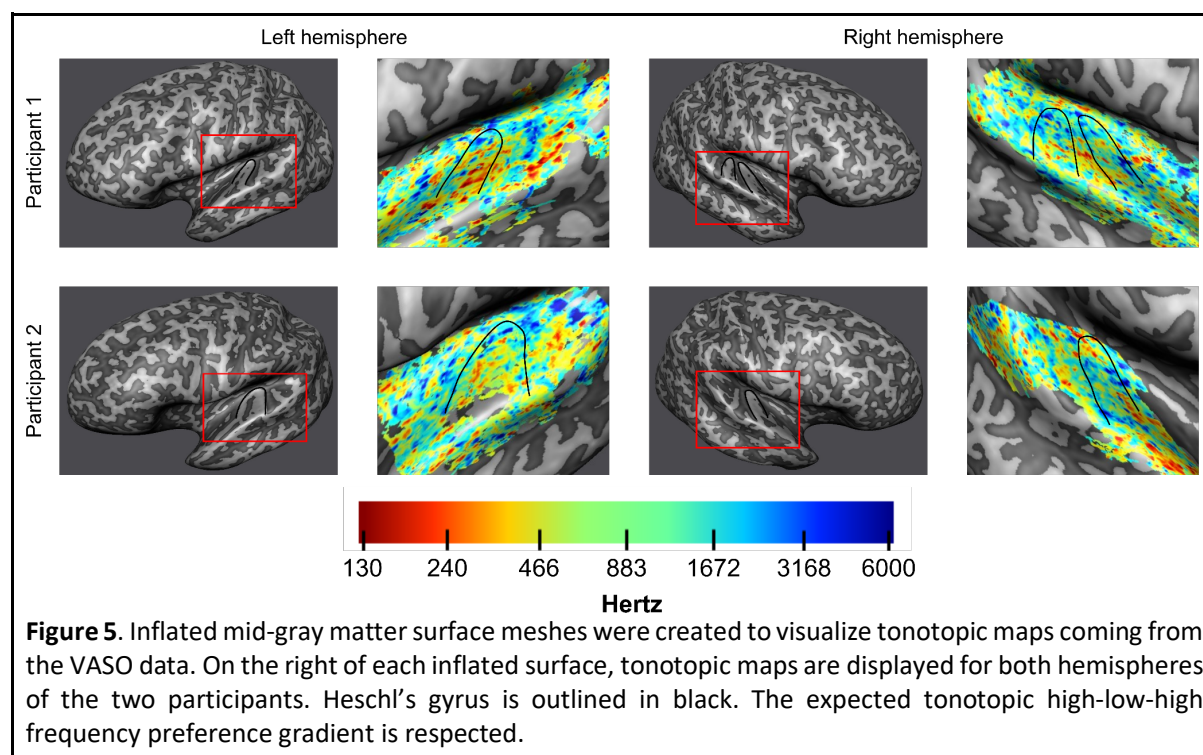 Left hemisphere
Right hemisphere
Participant 1
Participant 2
130 240 466 883 1672 3168 6000
Hertz
Figure 5. Inflated mid-gray matter surface meshes were created to visualize tonotopic maps coming from
the VASO data. On the right of each inflated surface, tonotopic maps are displayed for both hemispheres
of the two participants. Heschl’s gyrus is outlined in black. The expected tonotopic high-low-high
frequency preference gradient is respected.